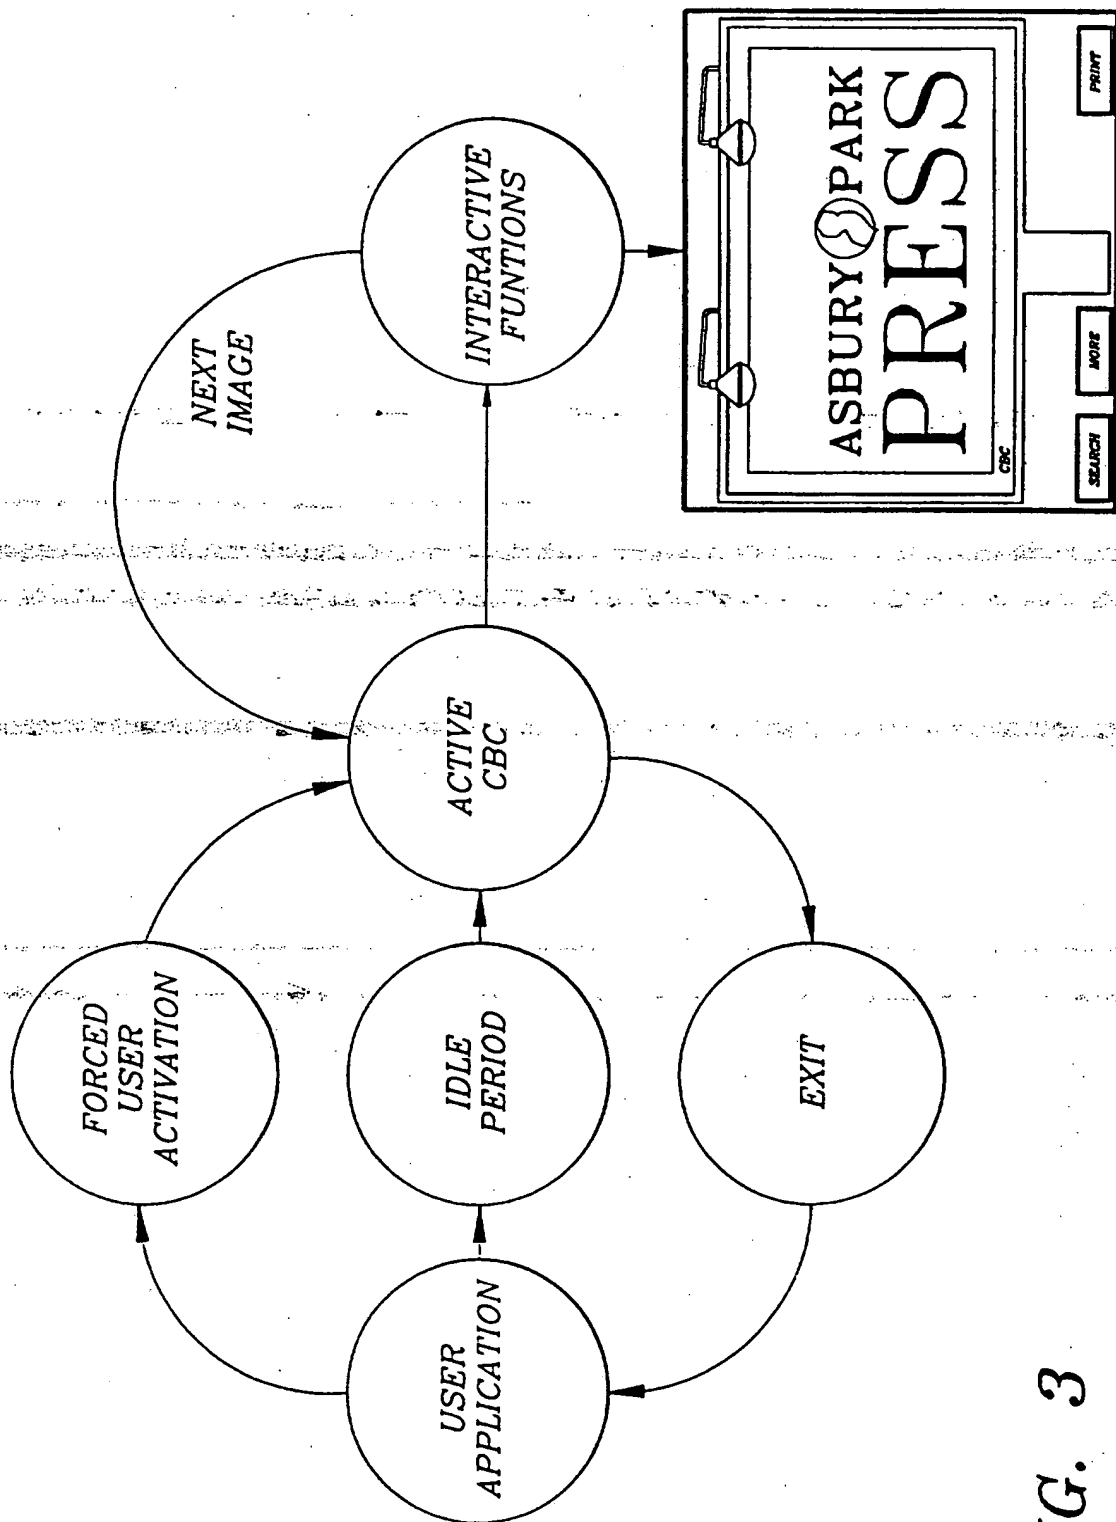 FORCED
USER
ACTIVATION
NEXT
IMAGE
USER
APPLICATION
IDLE
PERIOD
ACTIVE
CBC
INTERACTIVE
FUNTIONS
EXIT
ASBURY PARK
PRESS
CBC
SEARCH
MORE
PRINT
G. 3